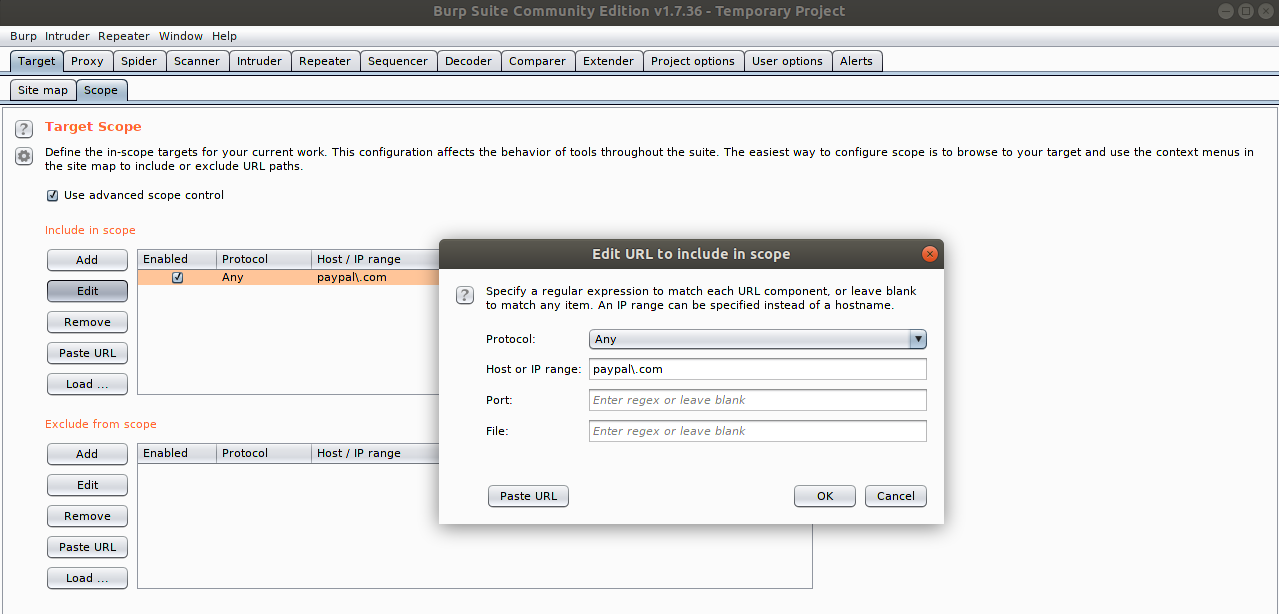 Burp Suite Community Edition v1.7.36 - Temporary Project
Burp Intruder Repeater Window Help
Target Proxy Spider Scanner Intruder Repeater Sequencer Decoder Comparer Extender Project options User options Alerts
Site map Scope
? Target Scope
Define the in-scope targets for your current work. This configuration affects the behavior of tools throughout the suite. The easiest way to configure scope is to browse to your target and use the context menus in
the site map to include or exclude URL paths.
Use advanced scope control
Include in scope
Add
Edit
Remove
Paste URL
Load ...
Enabled Protocol Host / IP range
Any paypal\.com
Edit URL to include in scope
? Specify a regular expression to match each URL component, or leave blank
to match any item. An IP range can be specified instead of a hostname.
Protocol: Any
Host or IP range: paypal\.com
Port: Enter regex or leave blank
File: Enter regex or leave blank
Paste URL OK Cancel
Exclude from scope
Add
Edit
Remove
Paste URL
Load ...
Enabled Protocol Host / IP range